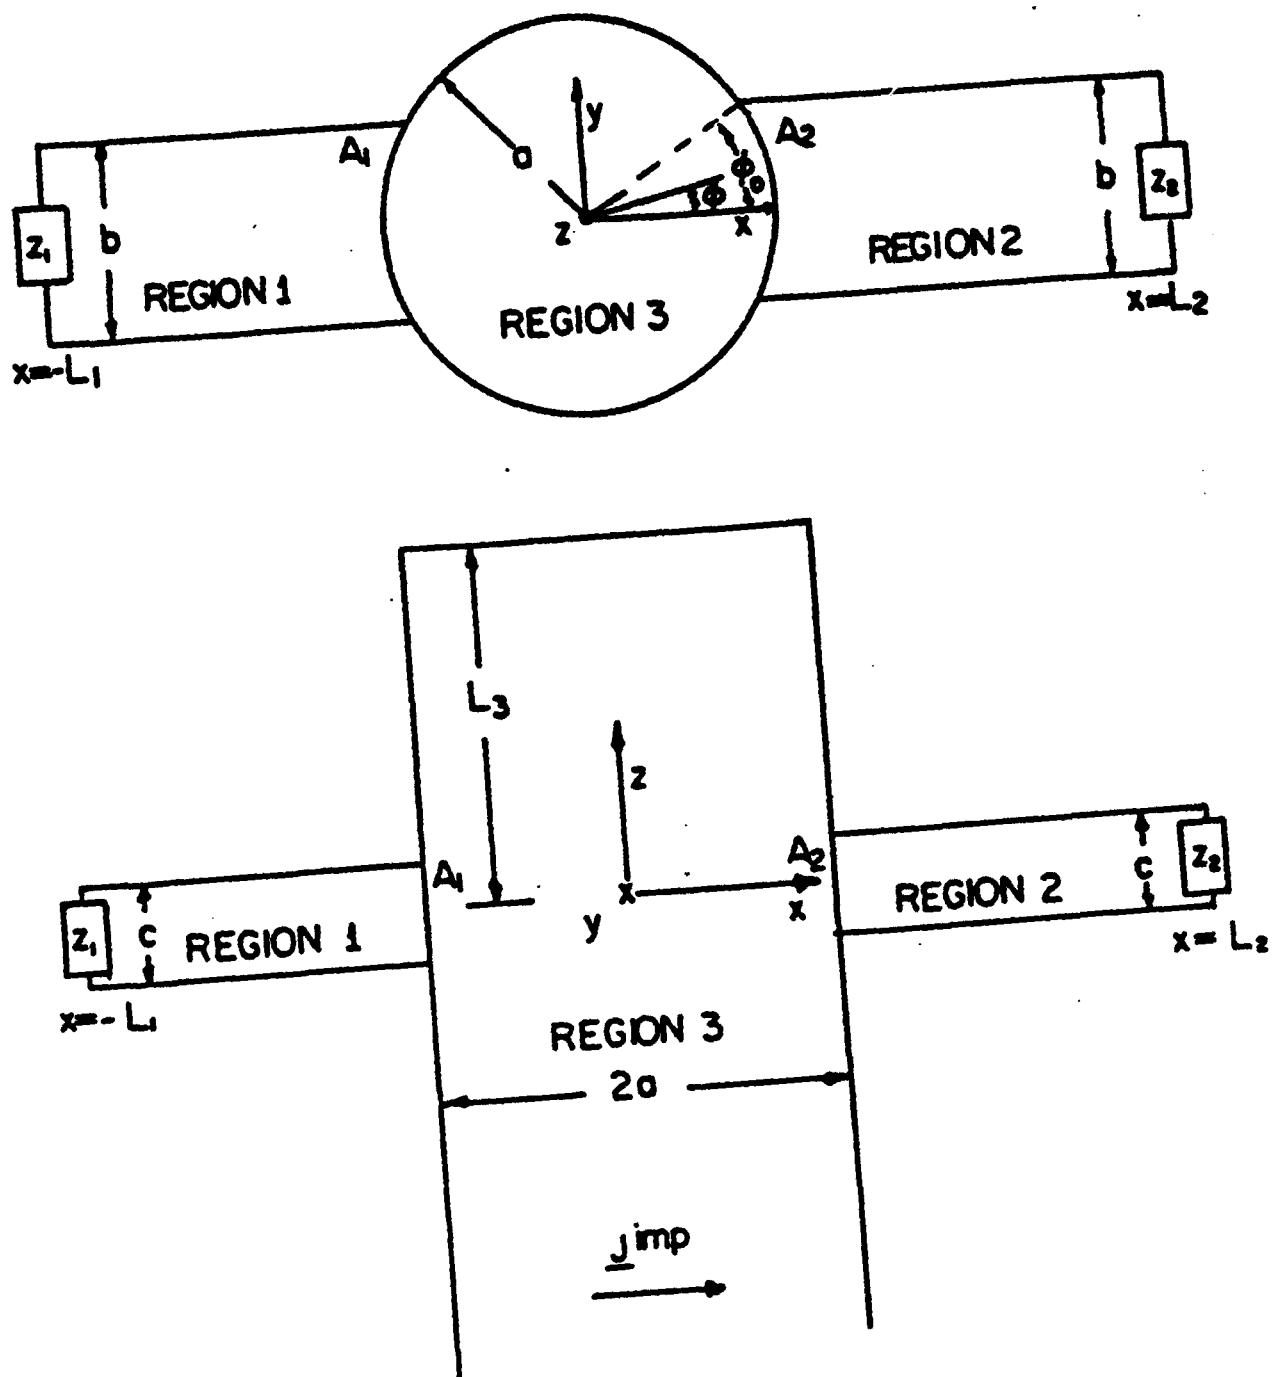 y
A₁
A₂
a
Φ₀
b
Z₂
Φ
Z₁
b
z
x
REGION 2
REGION 1
REGION 3
x=L₂
x=-L₁
L₃
z
A₂
Z₂
A₁
c
REGION 2
x
Z₁
c
REGION 1
y
x
x= L₂
x=-L₁
REGION 3
2a
J imp